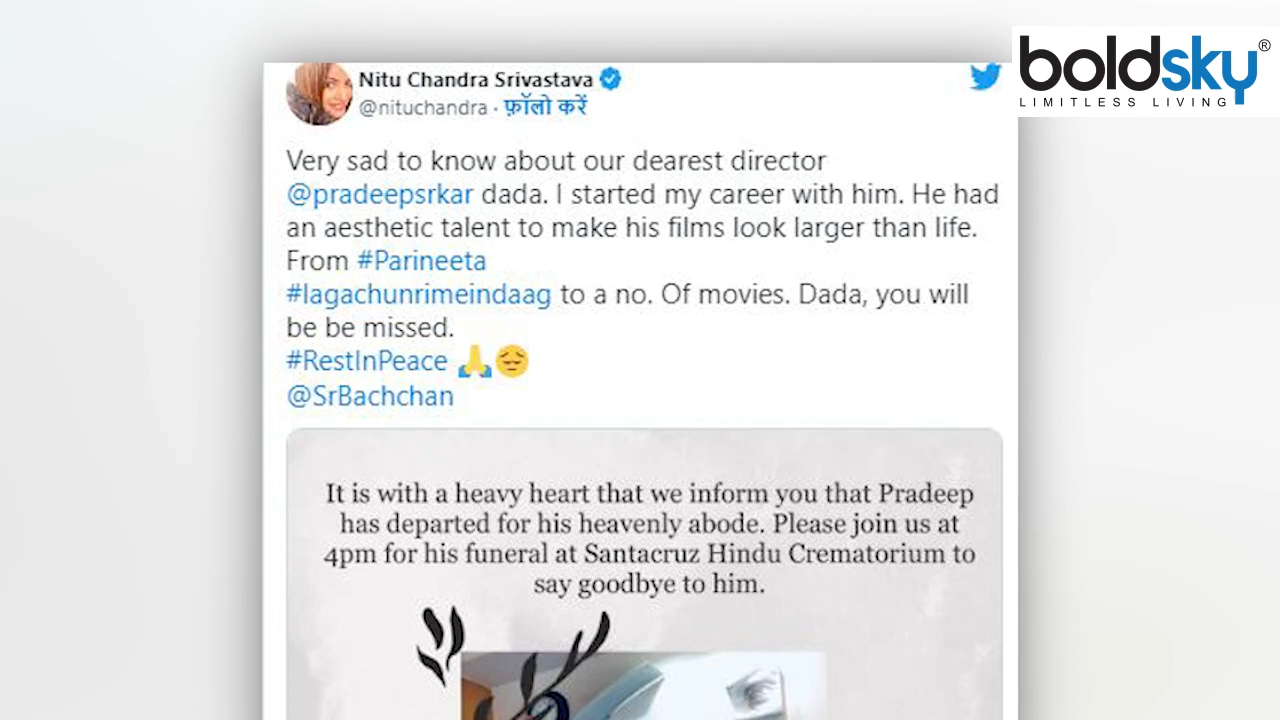 boldsky®
LIMITLESS LIVING
Nitu Chandra Srivastava
@nituchandra · फ़ॉलो करें
Very sad to know about our dearest director
@pradeepsrkar dada. I started my career with him. He had
an aesthetic talent to make his films look larger than life.
From #Parineeta
#lagachunrimeindaag to a no. Of movies. Dada, you will
be be missed.
#RestInPeace 🙏😔
@SrBachchan
It is with a heavy heart that we inform you that Pradeep
has departed for his heavenly abode. Please join us at
4pm for his funeral at Santacruz Hindu Crematorium to
say goodbye to him.